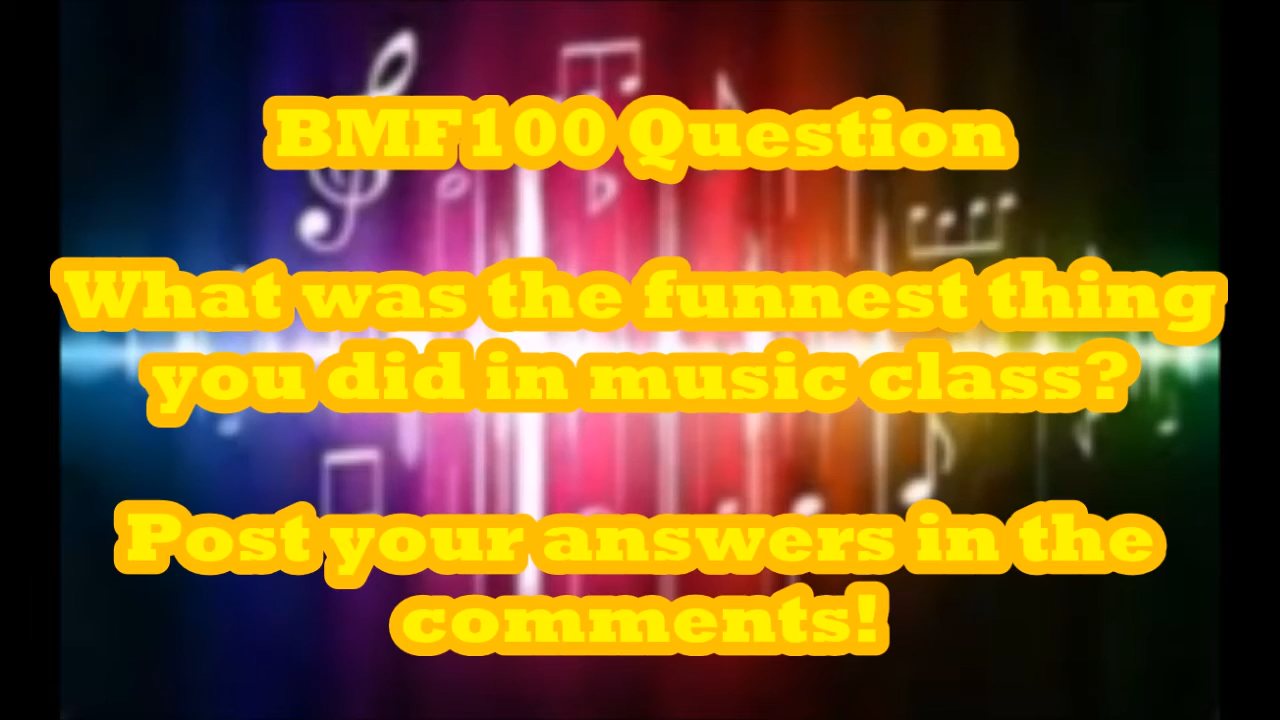 BMF100 Question
What was the funnest thing
you did in music class?
Post your answers in the
comments!